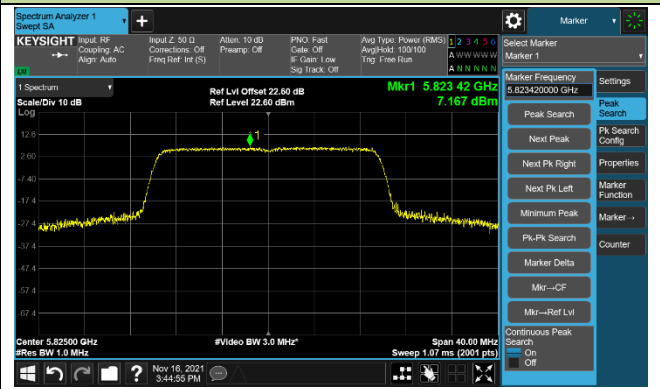 Spectrum Analyzer 1
Swept SA
Marker
KEYSIGHT
Input: RF
Coupling: AC
Align: Auto
Input Z: 50 Ω
Corrections: Off
Freq Ref: Int (S)
Atten: 10 dB
Preamp: Off
PNO: Fast
Gate: Off
IF Gain: Low
Sig Track: Off
Avg Type: Power (RMS)
Avg|Hold: 100/100
Trig: Free Run
1 2 3 4 5 6
A W W W W W
A N N N N N
LXI
Select Marker
Marker 1
1 Spectrum
Scale/Div 10 dB
Log
Ref Lvl Offset 22.60 dB
Ref Level 22.60 dBm
Mkr1 5.823 42 GHz
7.167 dBm
1
12.6
2.60
-7.40
-17.4
-27.4
-37.4
-47.4
-57.4
-67.4
Center 5.82500 GHz
#Res BW 1.0 MHz
#Video BW 3.0 MHz*
Span 40.00 MHz
Sweep 1.07 ms (2001 pts)
Marker Frequency
5.823420000 GHz
Peak Search
Next Peak
Next Pk Right
Next Pk Left
Minimum Peak
Pk-Pk Search
Marker Delta
Mkr→CF
Mkr→Ref Lvl
Continuous Peak
Search
On
Off
Settings
Peak
Search
Pk Search
Config
Properties
Marker
Function
Marker→
Counter
?
Nov 16, 2021
3:44:55 PM